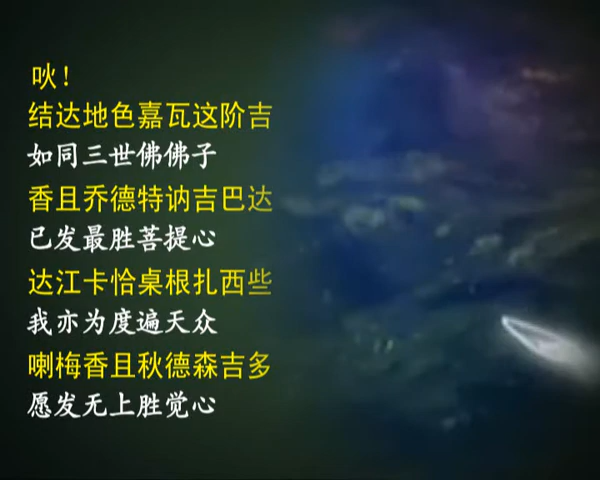 吙！
结达地色嘉瓦这阶吉
如同三世佛佛子
香且乔德特讷吉巴达
已发最胜菩提心
达江卡恰桌根扎西些
我亦为度遍天众
喇梅香且秋德森吉多
愿发无上胜觉心